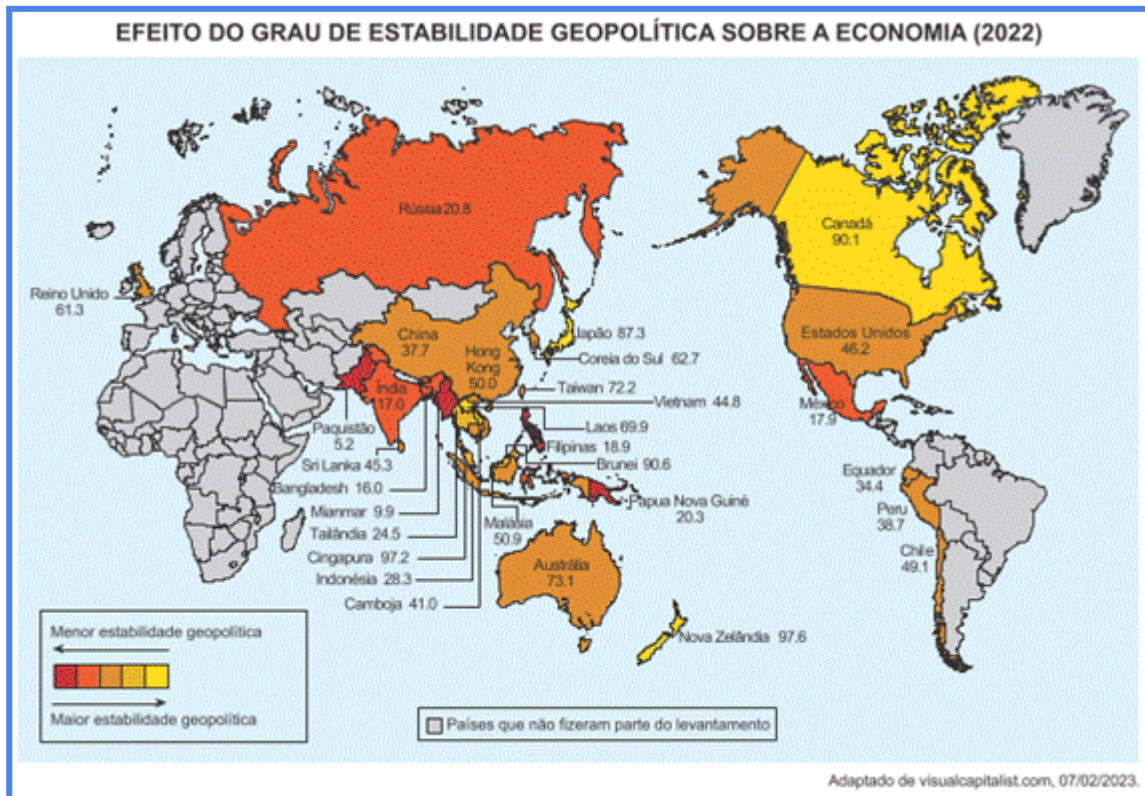 EFEITO DO GRAU DE ESTABILIDADE GEOPOLÍTICA SOBRE A ECONOMIA (2022)
Rússia 20.8
Canadá
90.1
Reino Unido
61.3
China
37.7
Hong
Kong
50.0
Japão 87.3
Coreia do Sul 62.7
Estados Unidos
46.2
Taiwan 72.2
Vietnam 44.8
Índia
17.0
México
17.9
Paquistão
5.2
Laos 69.9
Filipinas 18.9
Sri Lanka 45.3
Brunei 90.6
Bangladesh 16.0
Equador
34.4
Mianmar 9.9
Papua Nova Guiné
20.3
Peru
38.7
Tailândia 24.5
Malásia
50.9
Chile
49.1
Cingapura 97.2
Indonésia 28.3
Austrália
73.1
Camboja 41.0
Nova Zelândia 97.6
Menor estabilidade geopolítica
Maior estabilidade geopolítica
Países que não fizeram parte do levantamento
Adaptado de visualcapitalist.com, 07/02/2023.